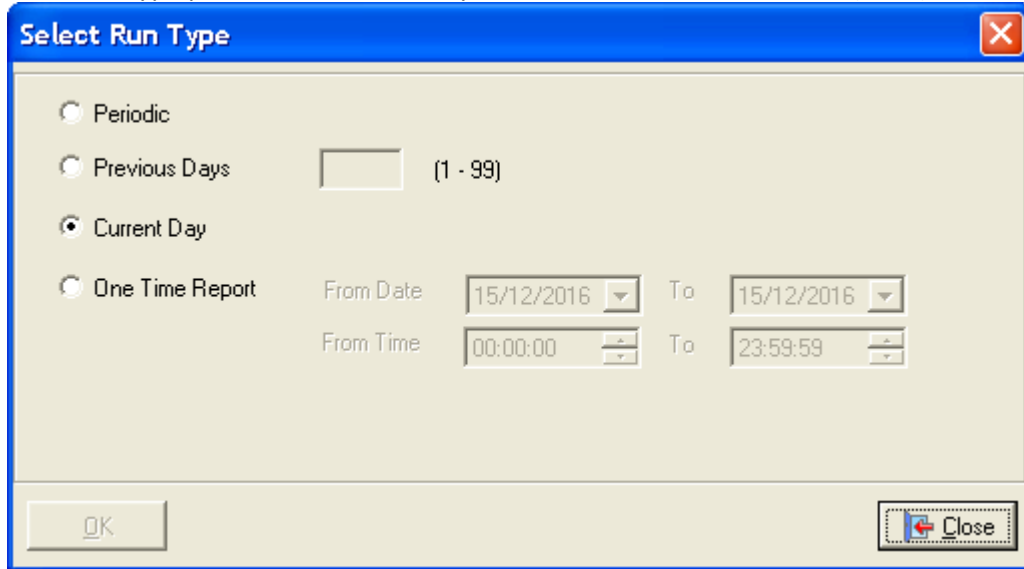 Select Run Type
Periodic
Previous Days (1 - 99)
Current Day
One Time Report From Date 15/12/2016 To 15/12/2016
From Time 00:00:00 To 23:59:59
OK Close